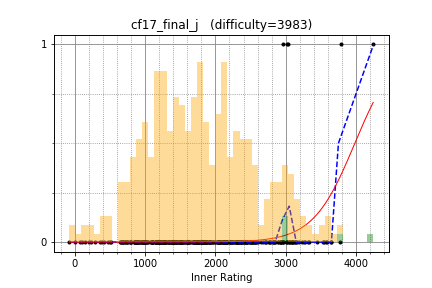 cf17_final_j (difficulty=3983)
1
0
0 1000 2000 3000 4000
Inner Rating